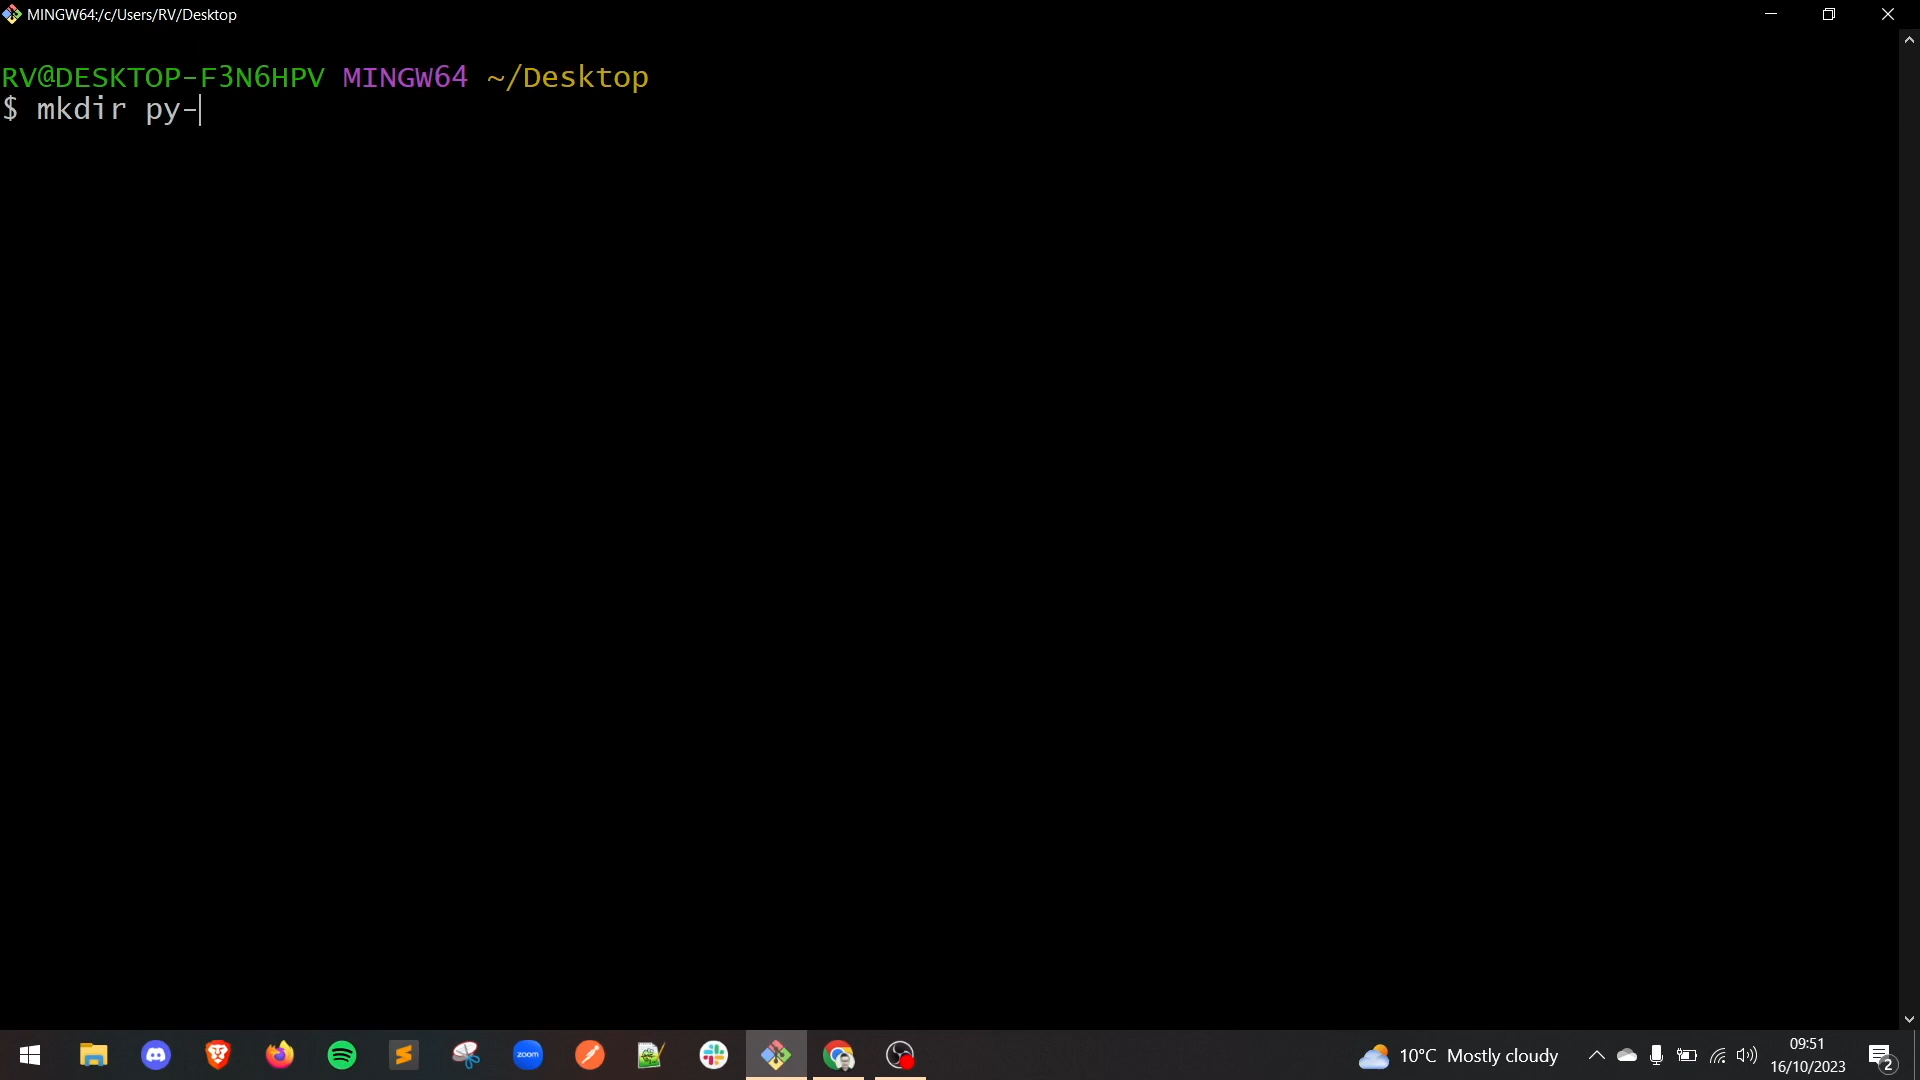 MINGW64:/c/Users/RV/Desktop
RV@DESKTOP-F3N6HPV MINGW64 ~/Desktop
$ mkdir py-
zoom
10°C Mostly cloudy
09:51
16/10/2023
2